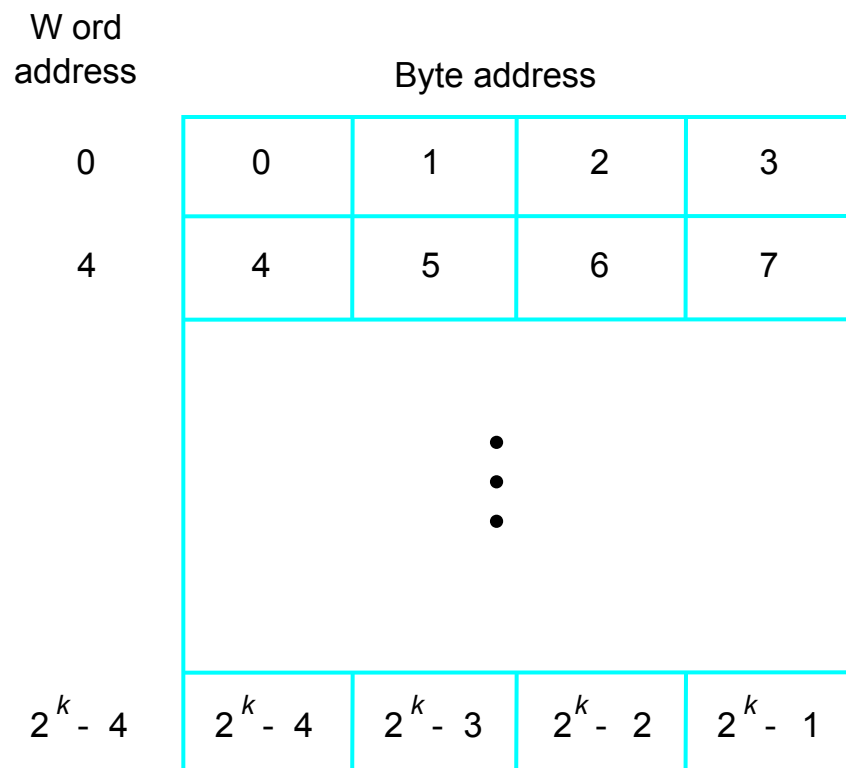 W ord
address
Byte address
0 0 1 2 3
4 4 5 6 7
2^k - 4 2^k - 4 2^k - 3 2^k - 2 2^k - 1